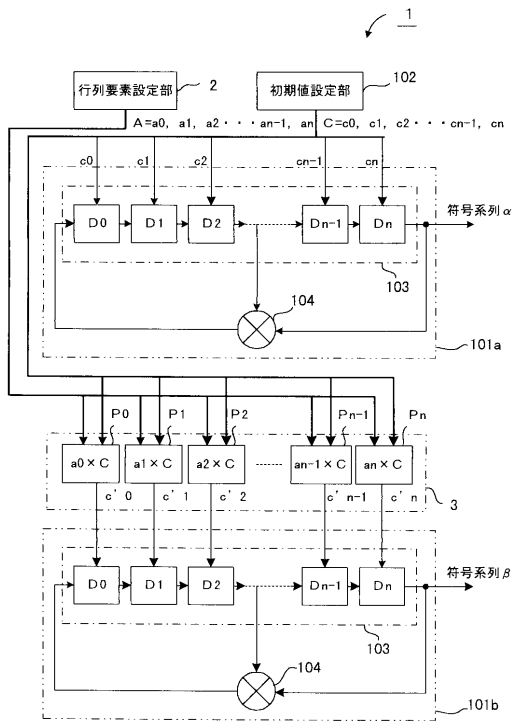 1
行列要素設定部
2
初期値設定部
102
A=a0, a1, a2・・・an-1, an
C=c0, c1, c2・・・cn-1, cn
c0
c1
c2
cn-1
cn
D0
D1
D2
Dn-1
Dn
符号系列α
103
104
101a
P0
P1
P2
Pn-1
Pn
a0×C
a1×C
a2×C
an-1×C
an×C
c'0
c'1
c'2
c'n-1
c'n
3
D0
D1
D2
Dn-1
Dn
符号系列β
103
104
101b